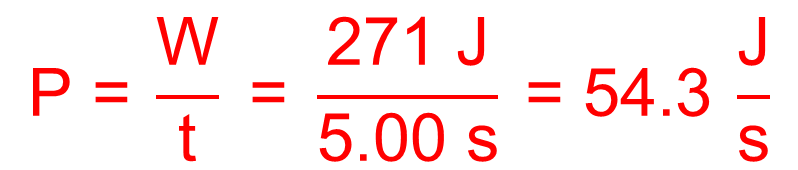 P = W/t = 271 J/5.00 s = 54.3 J/s